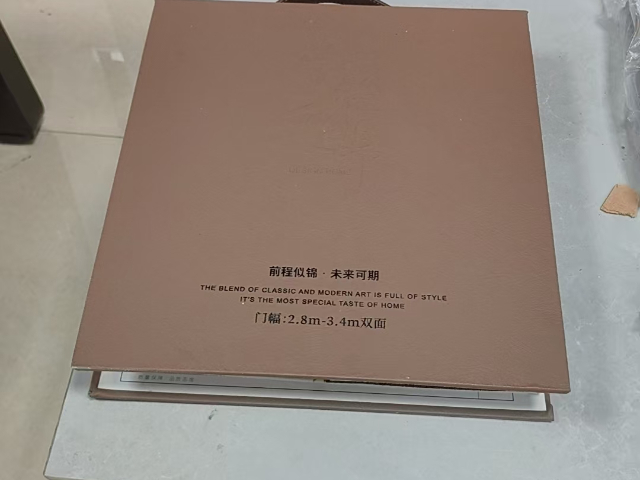 前程似锦·未来可期
THE BLEND OF CLASSIC AND MODERN ART IS FULL OF STYLE
IT'S THE MOST SPECIAL TASTE OF HOME
门幅:2.8m-3.4m双面